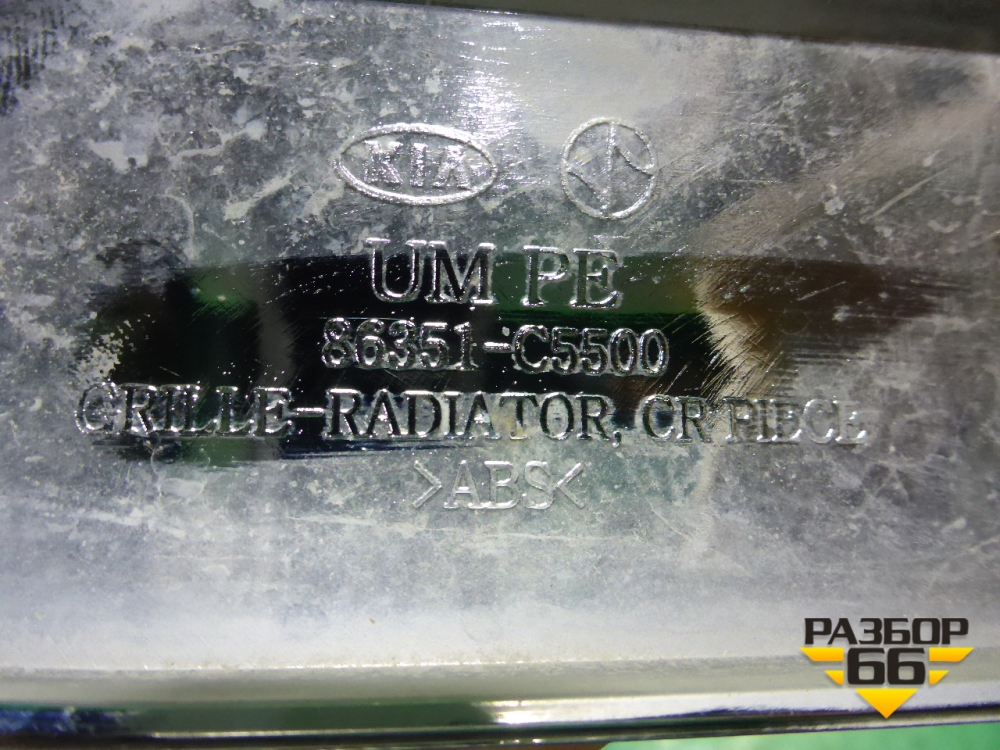 KIA
UM PE
86351-C5500
GRILLE-RADIATOR, CR PIECE
>ABS<
РАЗБОР
66